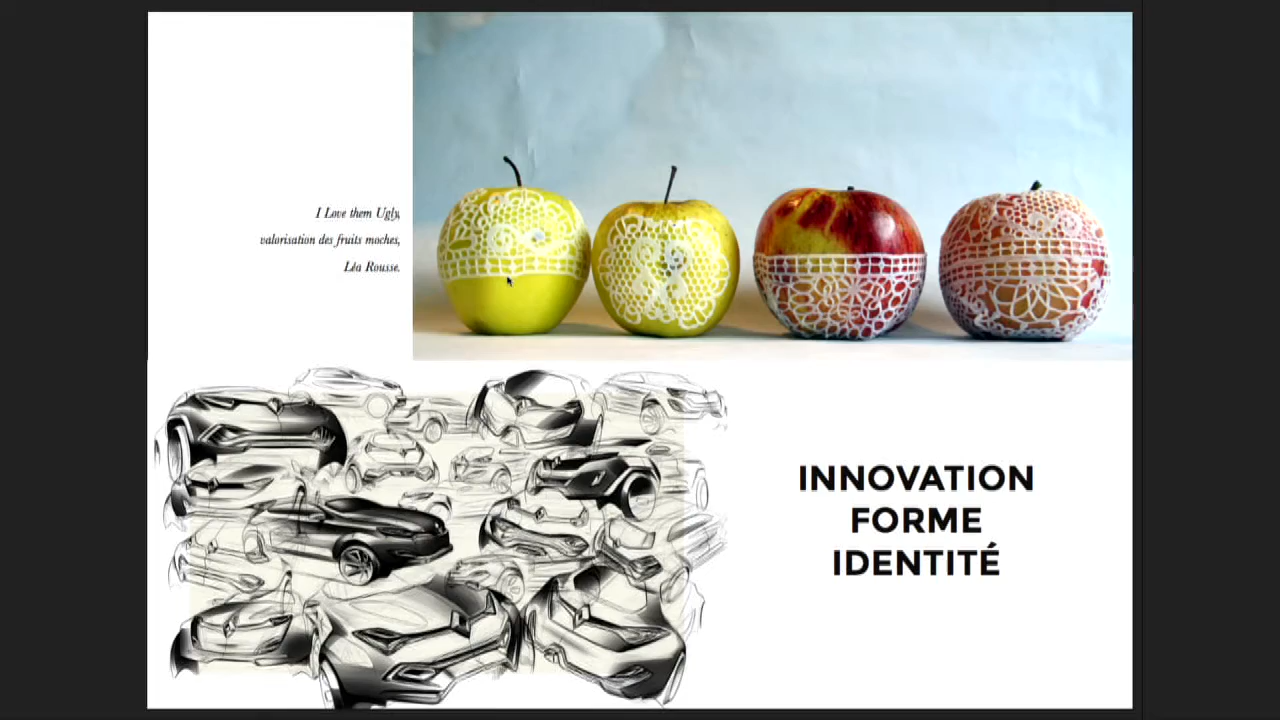 I Love them Ugly,
valorisation des fruits moches,
Léa Rousse.
INNOVATION
FORME
IDENTITÉ